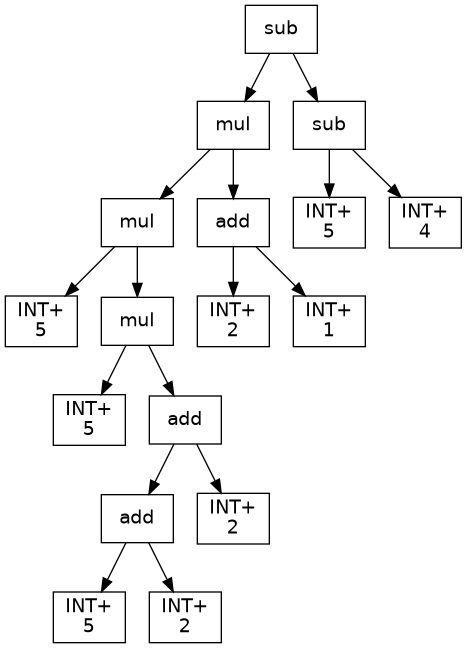 sub
mul
sub
mul
add
INT+
5
INT+
4
INT+
5
mul
INT+
2
INT+
1
INT+
5
add
add
INT+
2
INT+
5
INT+
2